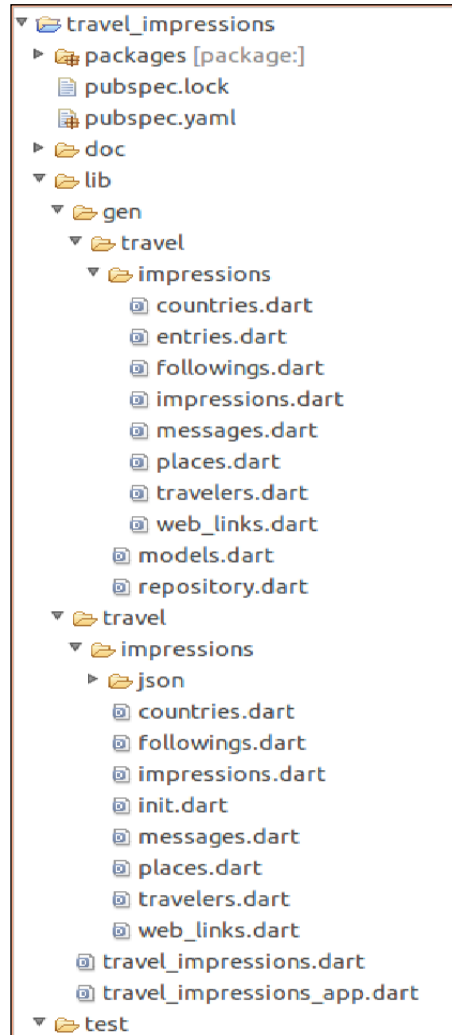 travel_impressions
packages [package:]
pubspec.lock
pubspec.yaml
doc
lib
gen
travel
impressions
countries.dart
entries.dart
followings.dart
impressions.dart
messages.dart
places.dart
travelers.dart
web_links.dart
models.dart
repository.dart
travel
impressions
json
countries.dart
followings.dart
impressions.dart
init.dart
messages.dart
places.dart
travelers.dart
web_links.dart
travel_impressions.dart
travel_impressions_app.dart
test